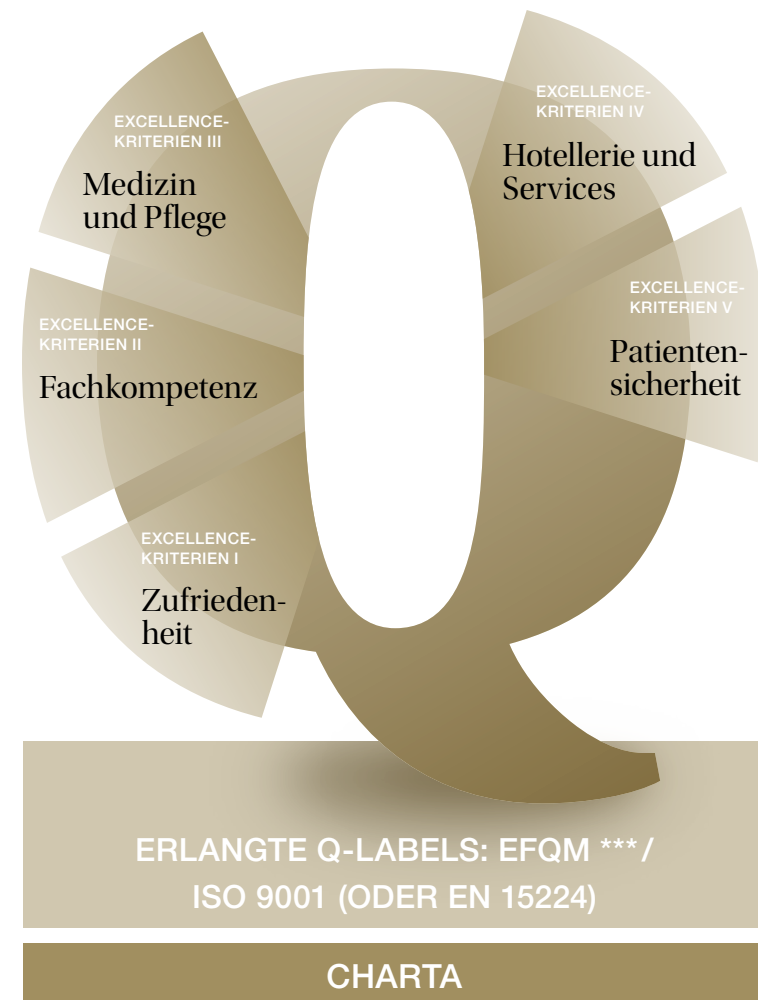 EXCELLENCE-
KRITERIEN III
Medizin
und Pflege
EXCELLENCE-
KRITERIEN IV
Hotellerie und
Services
EXCELLENCE-
KRITERIEN II
Fachkompetenz
EXCELLENCE-
KRITERIEN V
Patienten-
sicherheit
EXCELLENCE-
KRITERIEN I
Zufrieden-
heit
ERLANGTE Q-LABELS: EFQM ***/
ISO 9001 (ODER EN 15224)
CHARTA